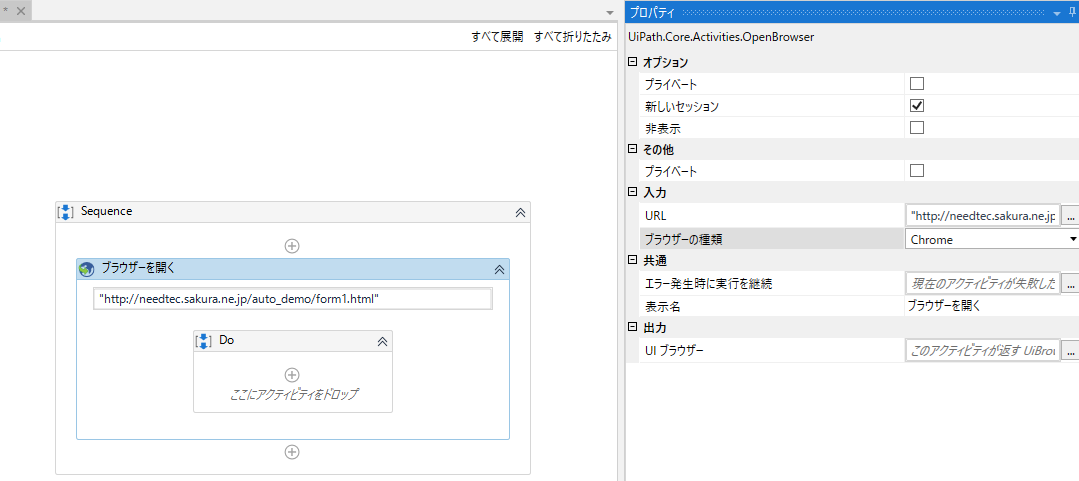 *
すべて展開 すべて折りたたみ
Sequence
ブラウザーを開く
"http://needtec.sakura.ne.jp/auto_demo/form1.html"
Do
ここにアクティビティをドロップ
プロパティ
UiPath.Core.Activities.OpenBrowser
オプション
プライベート
新しいセッション
非表示
その他
プライベート
入力
URL "http://needtec.sakura.ne.jp ...
ブラウザーの種類 Chrome
共通
エラー発生時に実行を継続 現在のアクティビティが失敗した ...
表示名 ブラウザーを開く
出力
UI ブラウザー このアクティビティが返す UiBrow ...